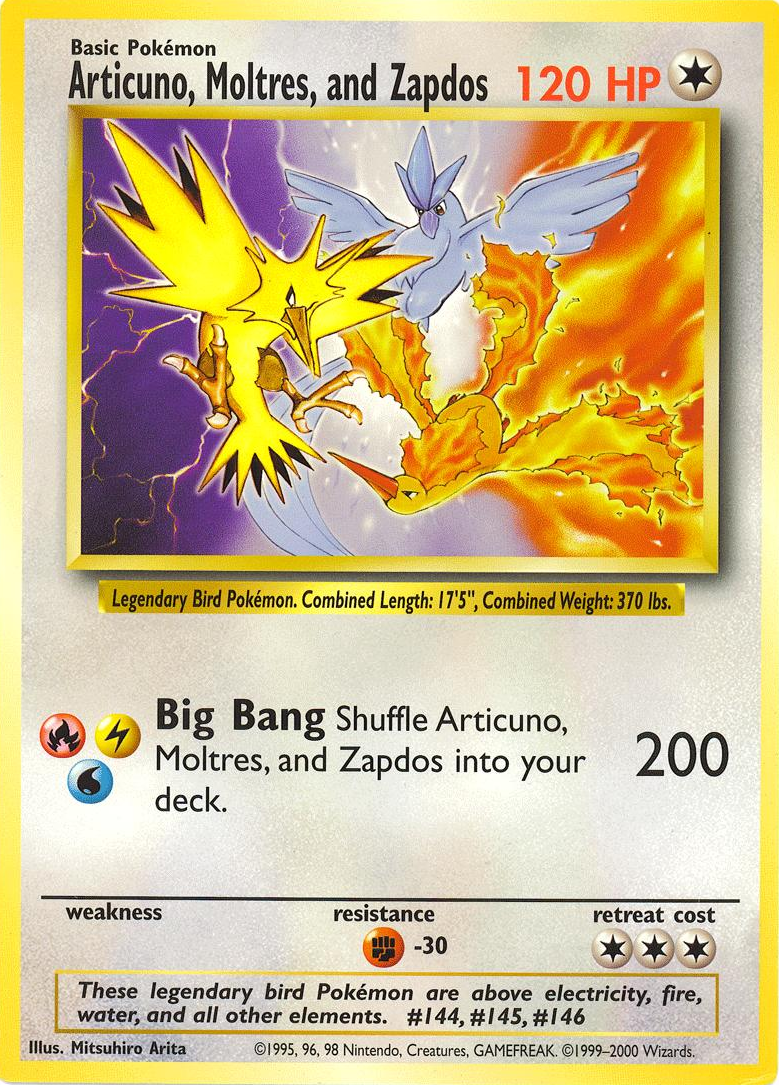 Basic Pokémon
Articuno, Moltres, and Zapdos 120 HP
Legendary Bird Pokémon. Combined Length: 17'5", Combined Weight: 370 lbs.
Big Bang Shuffle Articuno,
Moltres, and Zapdos into your
deck.
200
weakness resistance retreat cost
-30
These legendary bird Pokémon are above electricity, fire,
water, and all other elements. #144, #145, #146
Illus. Mitsuhiro Arita ©1995, 96, 98 Nintendo, Creatures, GAMEFREAK. ©1999-2000 Wizards.